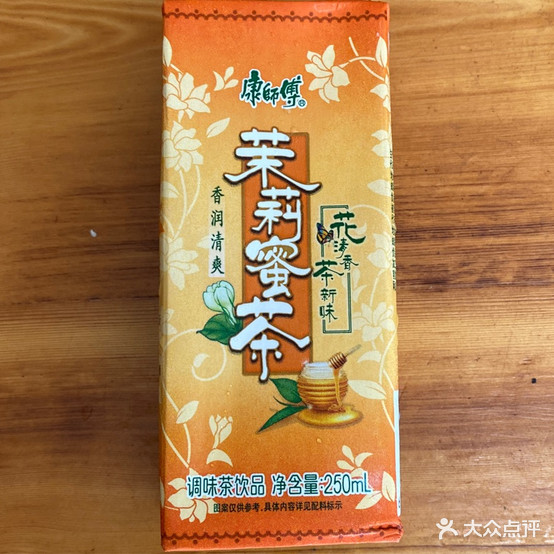 康師傅®
茉莉蜜茶
香润清爽
花清香
茶新味
调味茶饮品 净含量:250mL
图案仅供参考,具体内容详见配料标示
大众点评